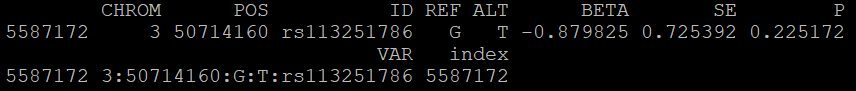 CHROM POS ID REF ALT BETA SE P
5587172 3 50714160 rs113251786 G T -0.879825 0.725392 0.225172
VAR index
5587172 3:50714160:G:T:rs113251786 5587172